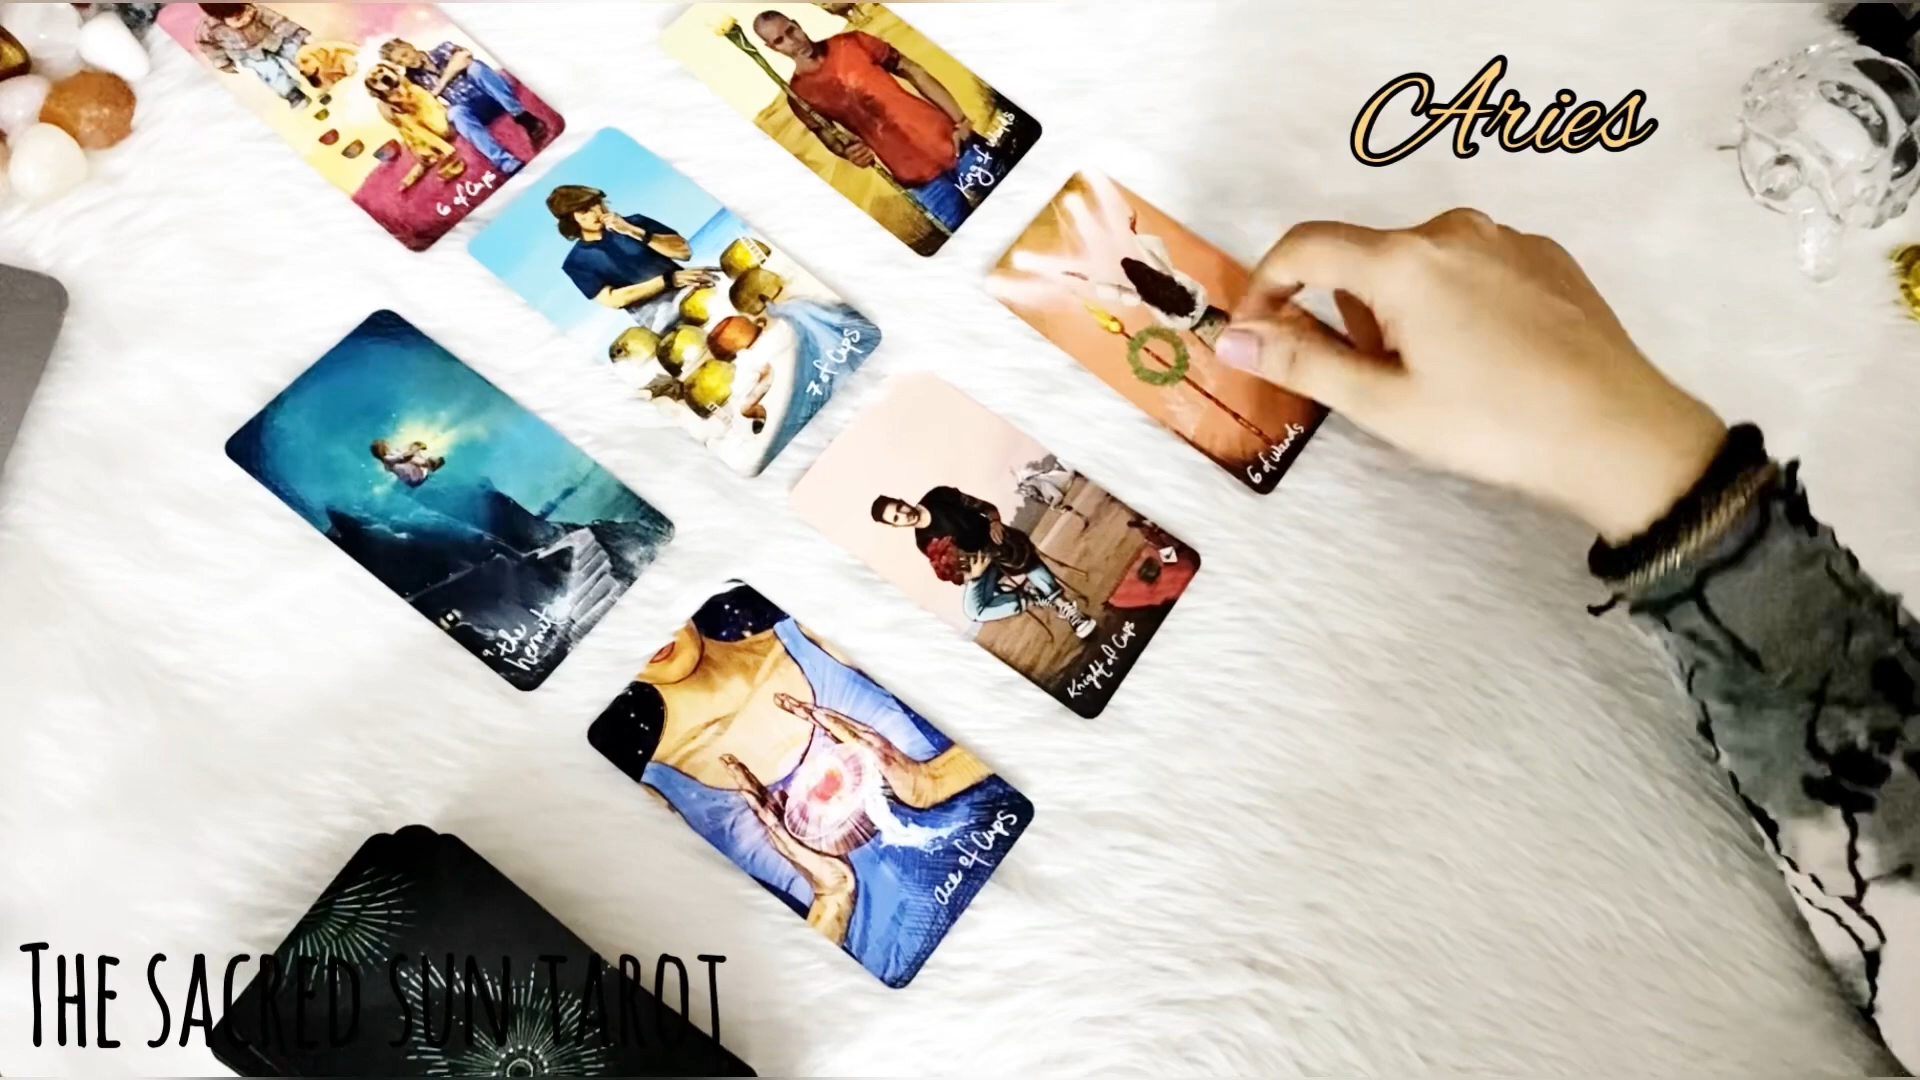 Aries
6 of Cups
King of Wands
7 of Cups
6 of Wands
9. the
hermit
Knight of Cups
ace of Cups
THE SACRED SUN TAROT